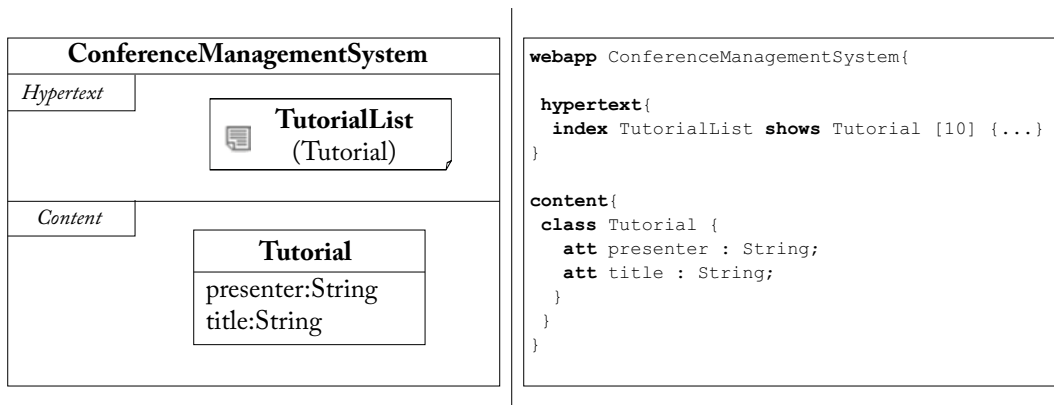 ConferenceManagementSystem
Hypertext
TutorialList
(Tutorial)
Content
Tutorial
presenter:String
title:String
webapp ConferenceManagementSystem{
hypertext{
index TutorialList shows Tutorial [10] {...}
}
content{
class Tutorial {
att presenter : String;
att title : String;
}
}
}